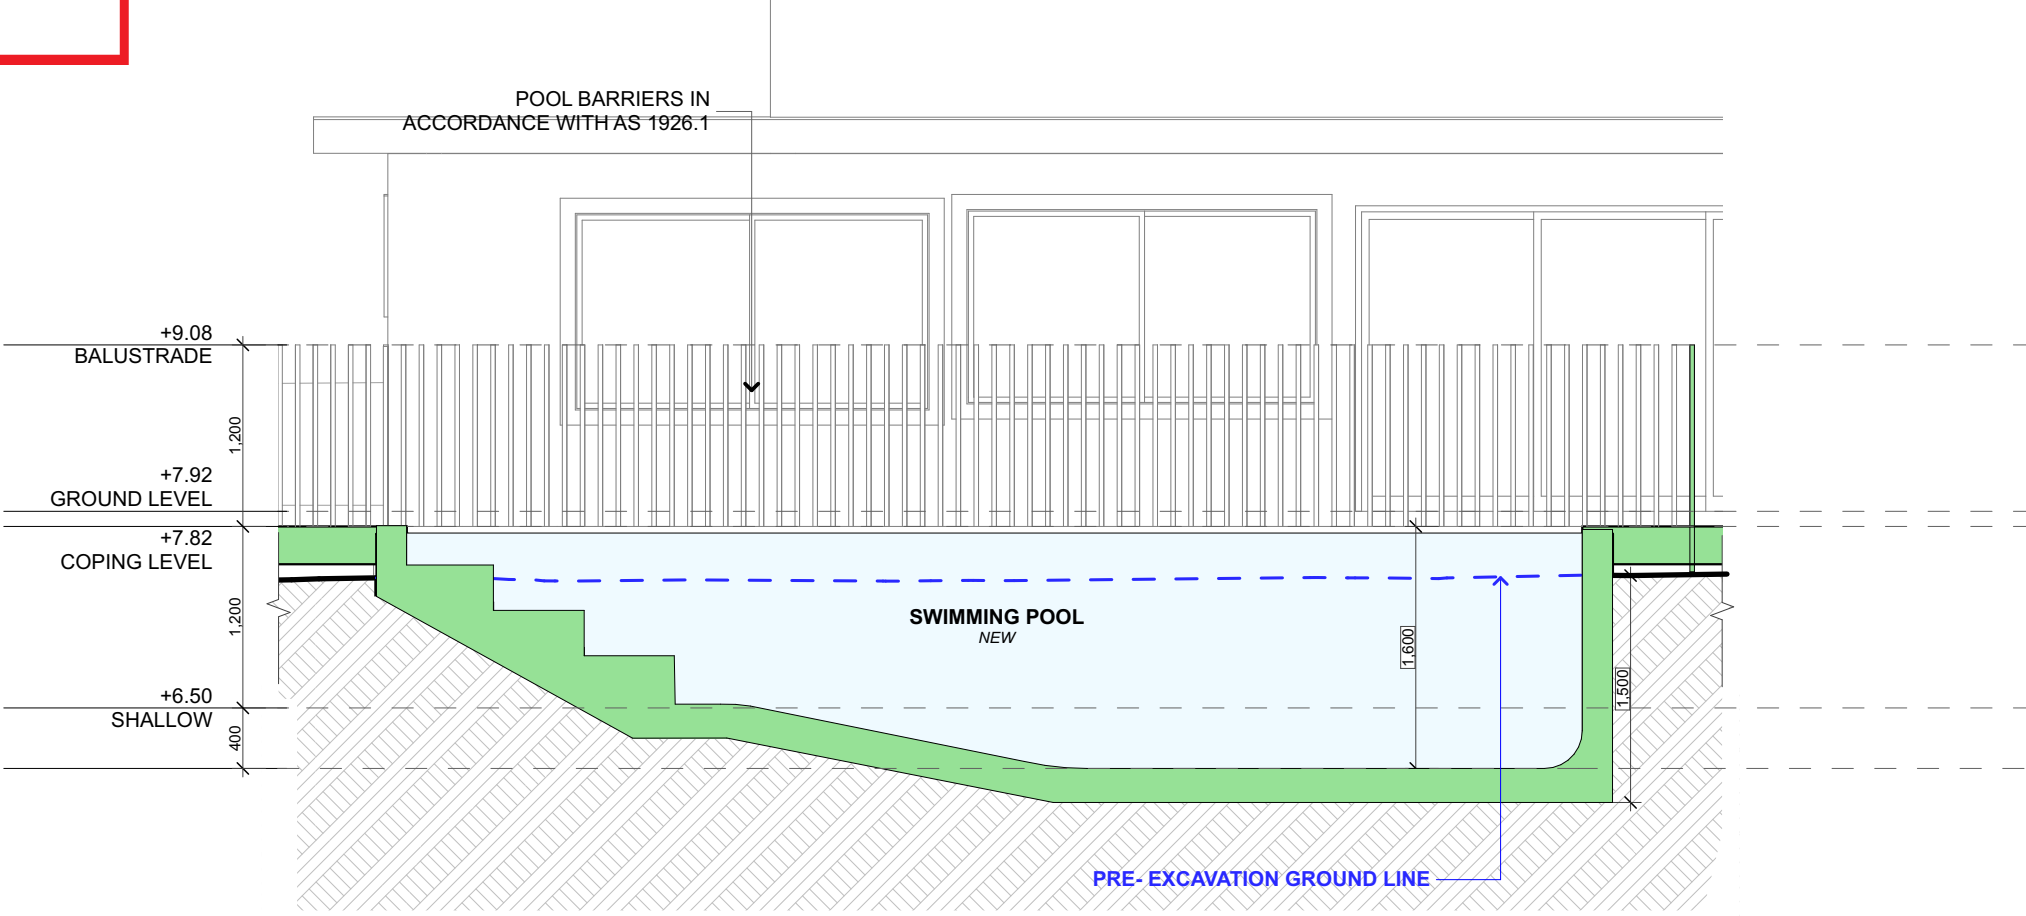 POOL BARRIERS IN
ACCORDANCE WITH AS 1926.1
+9.08
BALUSTRADE
1,200
+7.92
GROUND LEVEL
+7.82
COPING LEVEL
1,200
SWIMMING POOL
NEW
1,600
1,500
+6.50
SHALLOW
400
PRE- EXCAVATION GROUND LINE